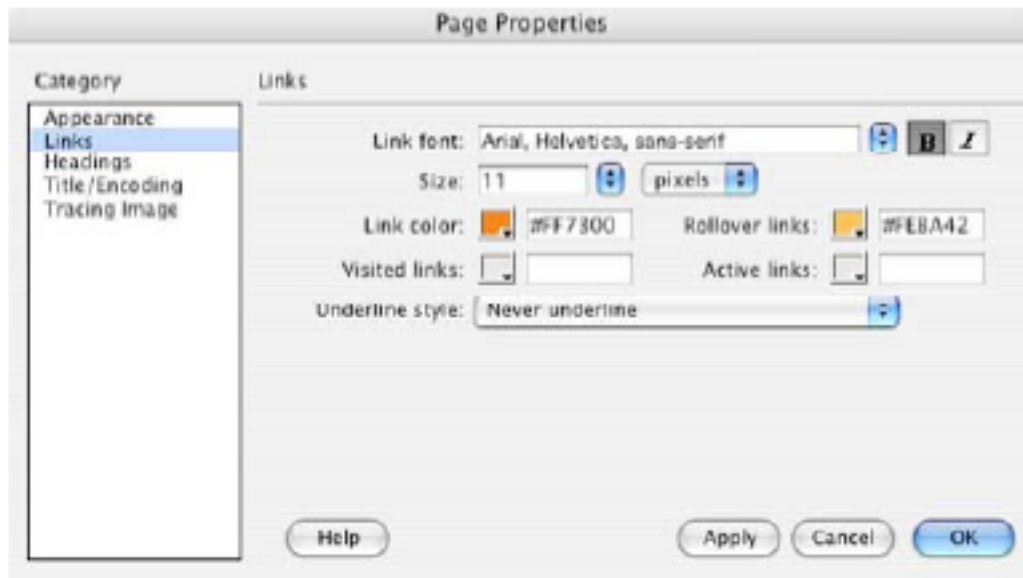 Page Properties
Category
Links
Appearance
Links
Headings
Title/Encoding
Tracing Image
Link font: Arial, Helvetica, sans-serif B I
Size: 11 pixels
Link color: #FF7300 Rollover links: #FEBA42
Visited links: Active links:
Underline style: Never underline
Help Apply Cancel OK